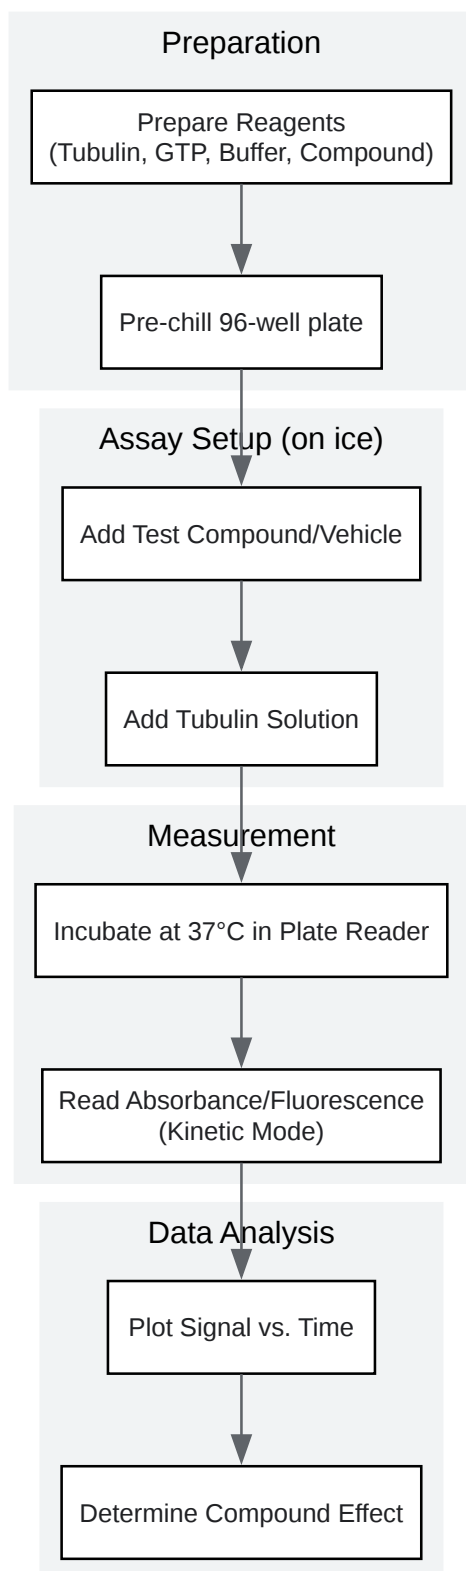 Preparation
Prepare Reagents
(Tubulin, GTP, Buffer, Compound)
Pre-chill 96-well plate
Assay Setup (on ice)
Add Test Compound/Vehicle
Add Tubulin Solution
Measurement
Incubate at 37°C in Plate Reader
Read Absorbance/Fluorescence
(Kinetic Mode)
Data Analysis
Plot Signal vs. Time
Determine Compound Effect